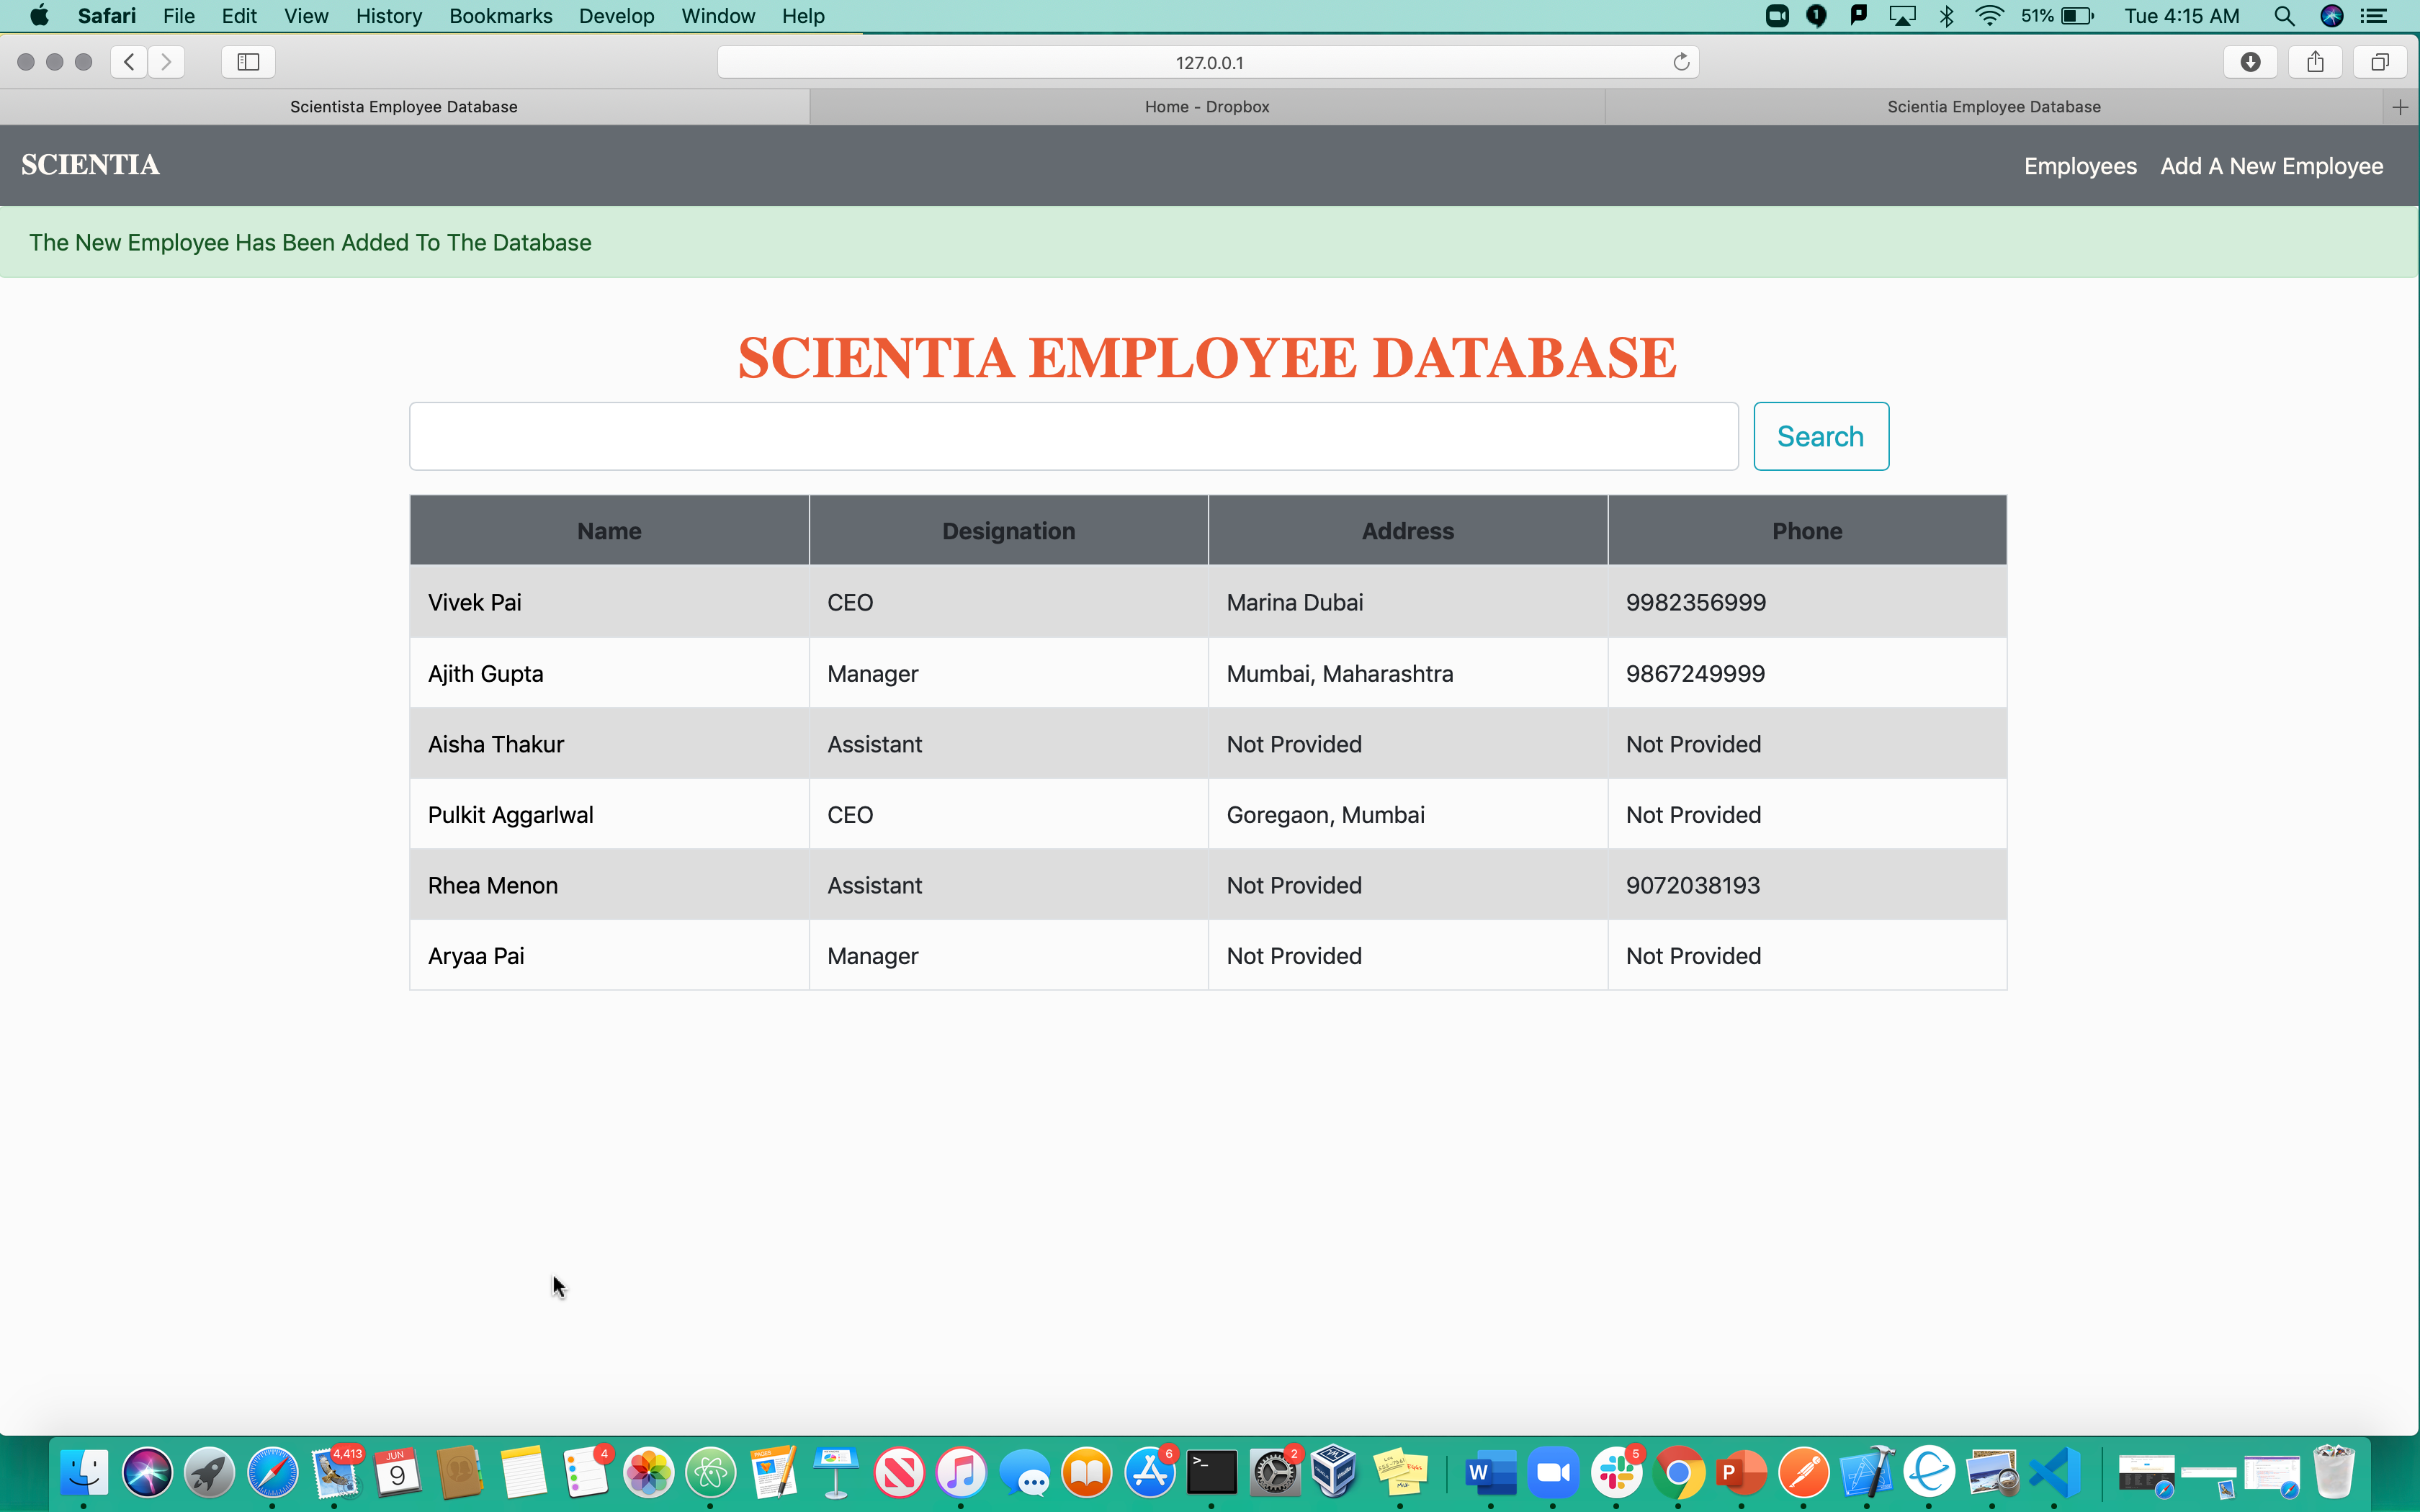 Safari File Edit View History Bookmarks Develop Window Help 51% Tue 4:15 AM
127.0.0.1
Scientista Employee Database Home - Dropbox Scientia Employee Database
SCIENTIA Employees Add A New Employee
The New Employee Has Been Added To The Database
SCIENTIA EMPLOYEE DATABASE
Search
Name Designation Address Phone
Vivek Pai CEO Marina Dubai 9982356999
Ajith Gupta Manager Mumbai, Maharashtra 9867249999
Aisha Thakur Assistant Not Provided Not Provided
Pulkit Aggarlwal CEO Goregaon, Mumbai Not Provided
Rhea Menon Assistant Not Provided 9072038193
Aryaa Pai Manager Not Provided Not Provided
4,413 JUN 9 4 PAGES 6 >_ 2 W 5 P